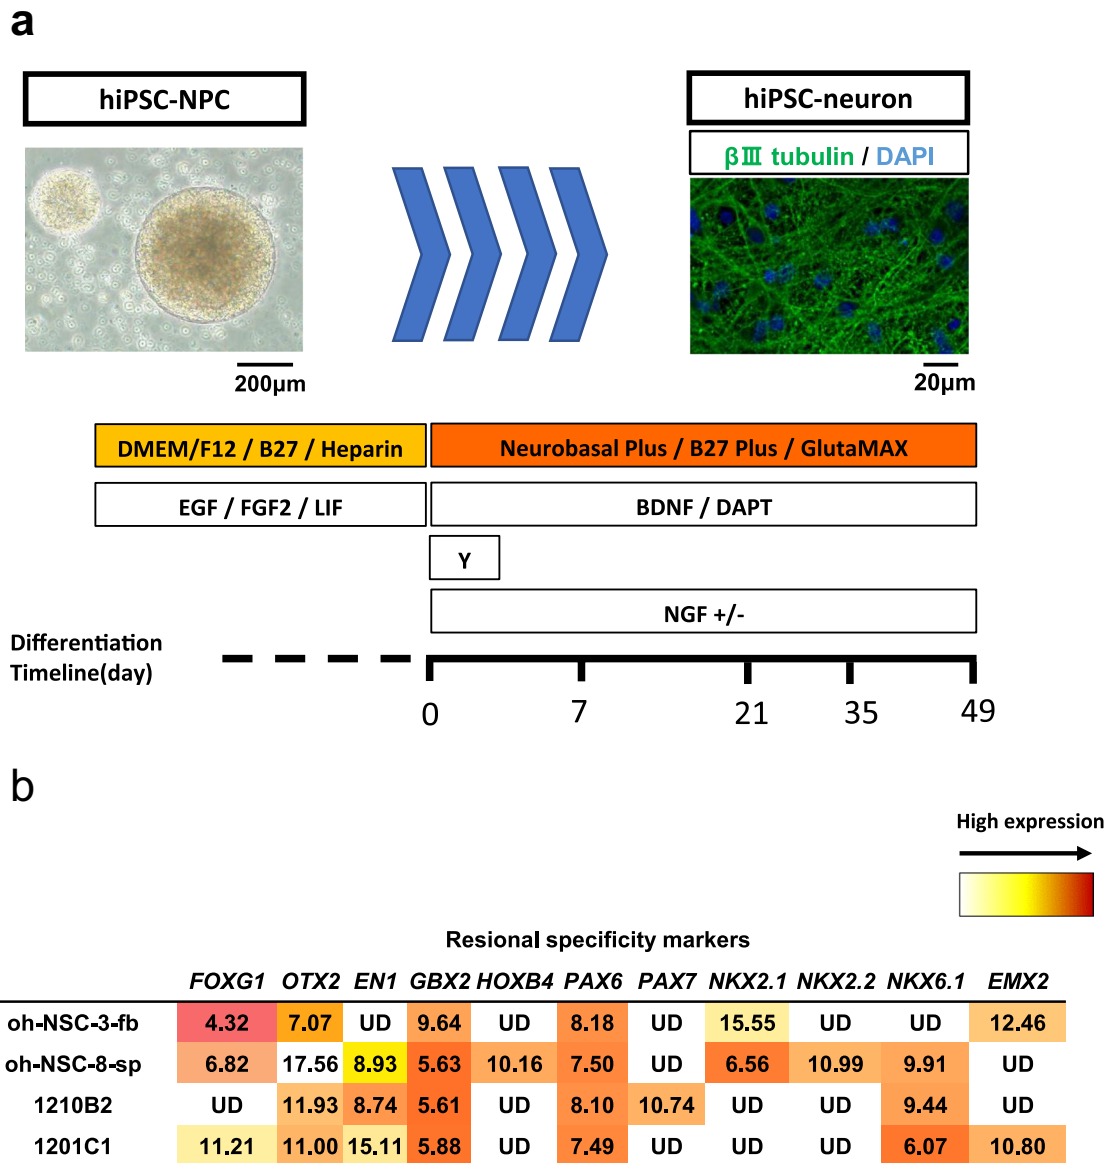 a
hiPSC-NPC
hiPSC-neuron
βⅢ tubulin / DAPI
200μm
20μm
DMEM/F12 / B27 / Heparin
Neurobasal Plus / B27 Plus / GlutaMAX
EGF / FGF2 / LIF
BDNF / DAPT
Y
NGF +/-
Differentiation
Timeline(day)
0 7 21 35 49
b
High expression
Resional specificity markers
FOXG1 OTX2 EN1 GBX2 HOXB4 PAX6 PAX7 NKX2.1 NKX2.2 NKX6.1 EMX2
oh-NSC-3-fb 4.32 7.07 UD 9.64 UD 8.18 UD 15.55 UD UD 12.46
oh-NSC-8-sp 6.82 17.56 8.93 5.63 10.16 7.50 UD 6.56 10.99 9.91 UD
1210B2 UD 11.93 8.74 5.61 UD 8.10 10.74 UD UD 9.44 UD
1201C1 11.21 11.00 15.11 5.88 UD 7.49 UD UD UD 6.07 10.80